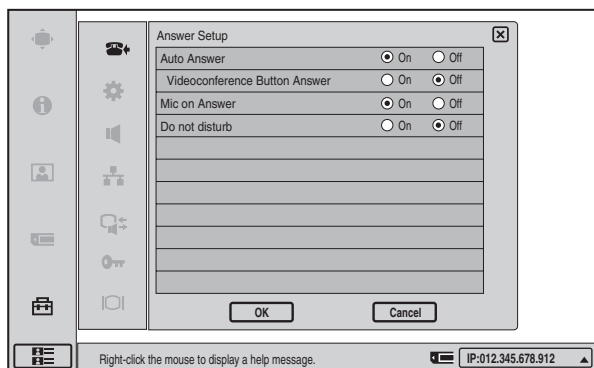 Answer Setup
Auto Answer On Off
Videoconference Button Answer On Off
Mic on Answer On Off
Do not disturb On Off
OK Cancel
Right-click the mouse to display a help message. IP:012.345.678.912